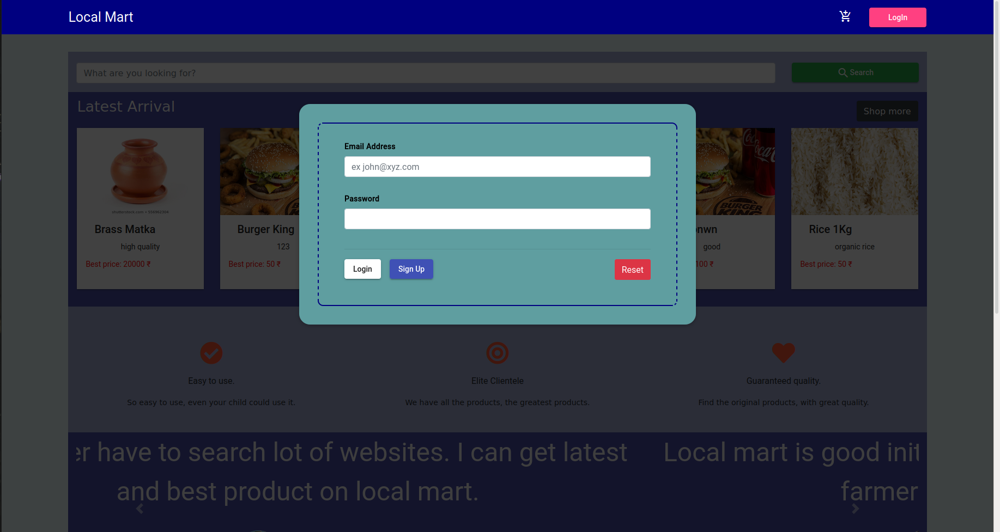 Local Mart
LogIn
What are you looking for?
Search
Latest Arrival
Shop more
shutterstock.com • 556962304
BURGER
KING
Brass Matka
Burger King
Rice 1Kg
high quality
123
good
organic rice
Best price: 20000 ₹
Best price: 50 ₹
100 ₹
Best price: 50 ₹
Email Address
ex john@xyz.com
Password
Login
Sign Up
Reset
Easy to use.
Elite Clientele
Guaranteed quality.
So easy to use, even your child could use it.
We have all the products, the greatest products.
Find the original products, with great quality.
er have to search lot of websites. I can get latest
and best product on local mart.
Local mart is good init
farmer